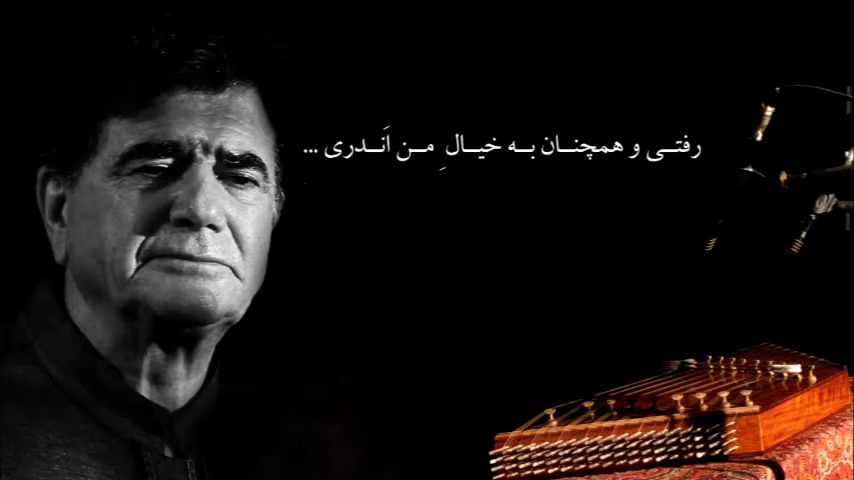 رفتی و همچنان به خیالِ من اَندری ...